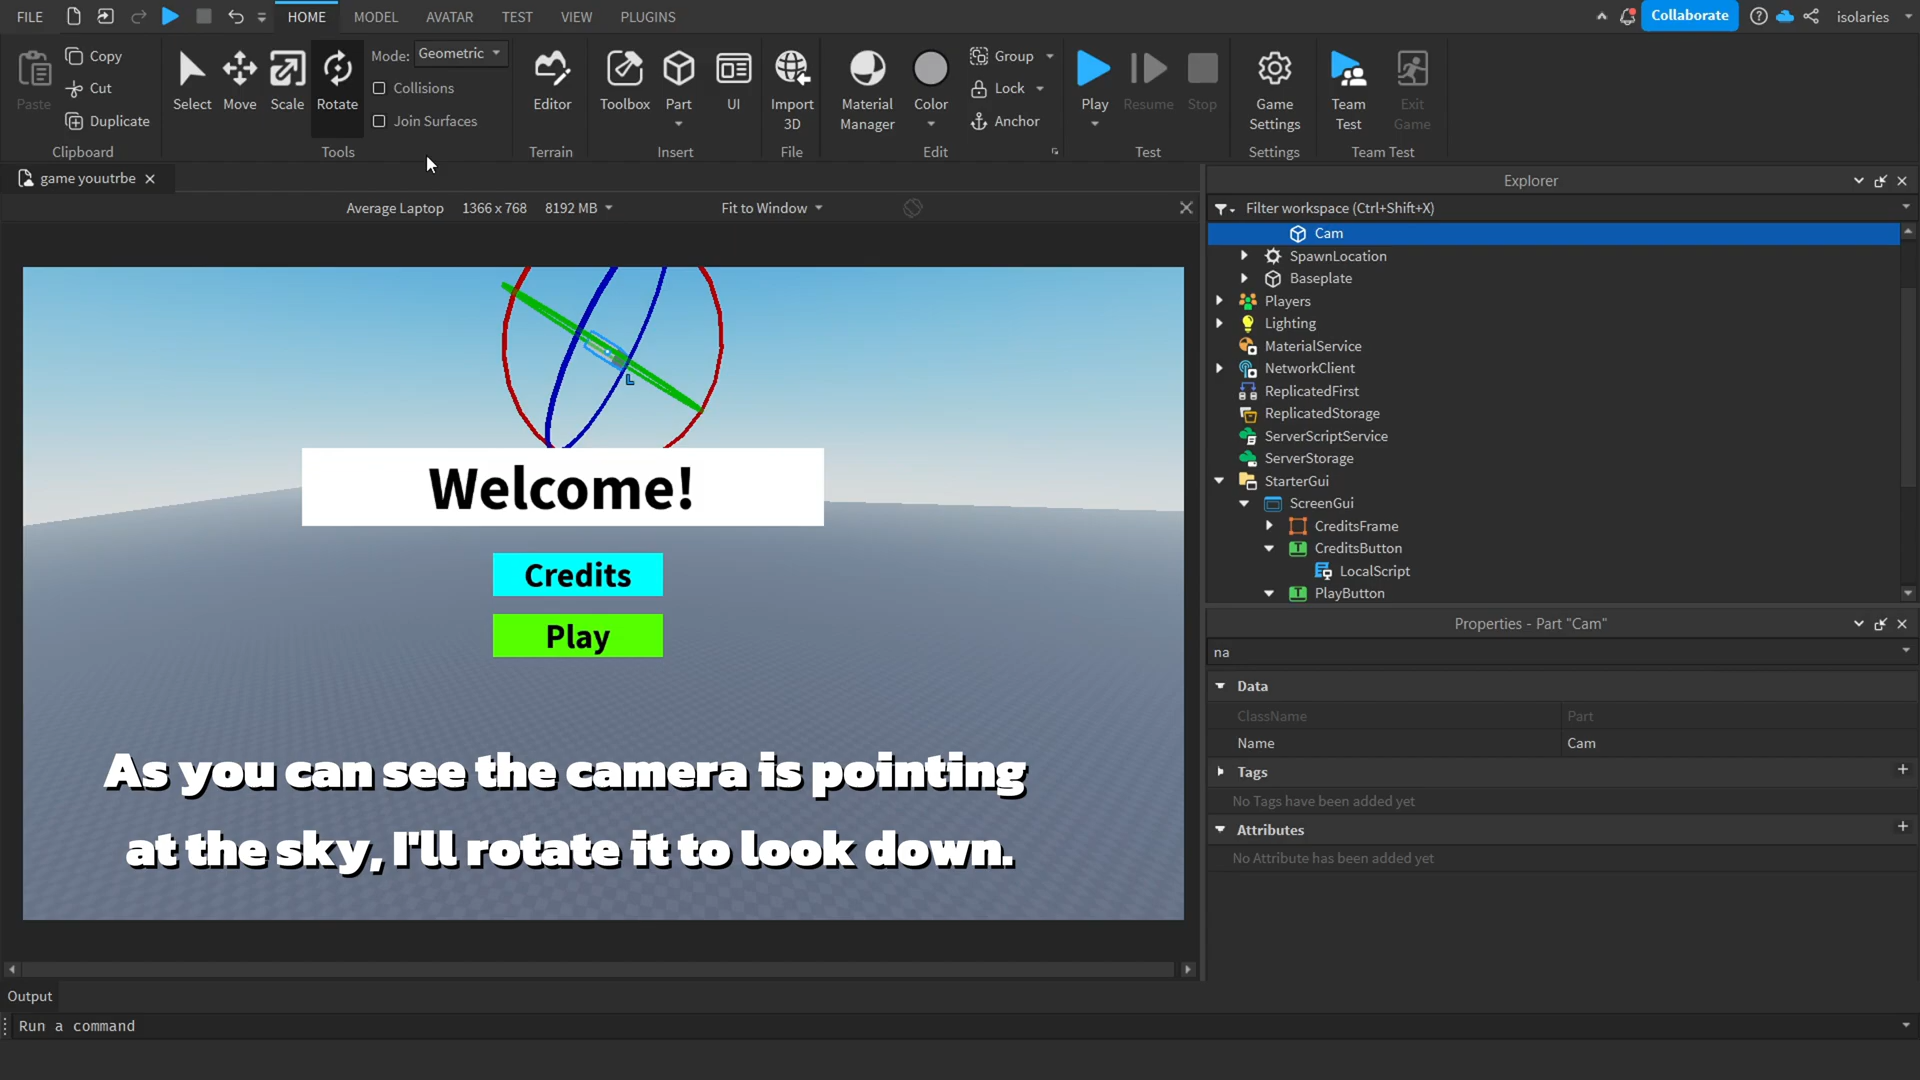 FILE HOME MODEL AVATAR TEST VIEW PLUGINS Collaborate isolaries
Paste Copy Cut Duplicate
Clipboard
Select Move Scale Rotate
Mode: Geometric
Collisions
Join Surfaces
Tools
Editor
Terrain
Toolbox Part UI
Insert
Import
3D
File
Material
Manager
Color
Group
Lock
Anchor
Edit
Play Resume Stop
Test
Game
Settings
Settings
Team
Test
Exit
Game
Team Test
game youutrbe
Average Laptop 1366 x 768 8192 MB Fit to Window
L
Welcome!
Credits
Play
As you can see the camera is pointing
at the sky, I'll rotate it to look down.
Explorer
Filter workspace (Ctrl+Shift+X)
Cam
SpawnLocation
Baseplate
Players
Lighting
MaterialService
NetworkClient
ReplicatedFirst
ReplicatedStorage
ServerScriptService
ServerStorage
StarterGui
ScreenGui
CreditsFrame
CreditsButton
LocalScript
PlayButton
Properties - Part "Cam"
na
Data
ClassName Part
Name Cam
Tags
No Tags have been added yet
Attributes
No Attribute has been added yet
Output
Run a command